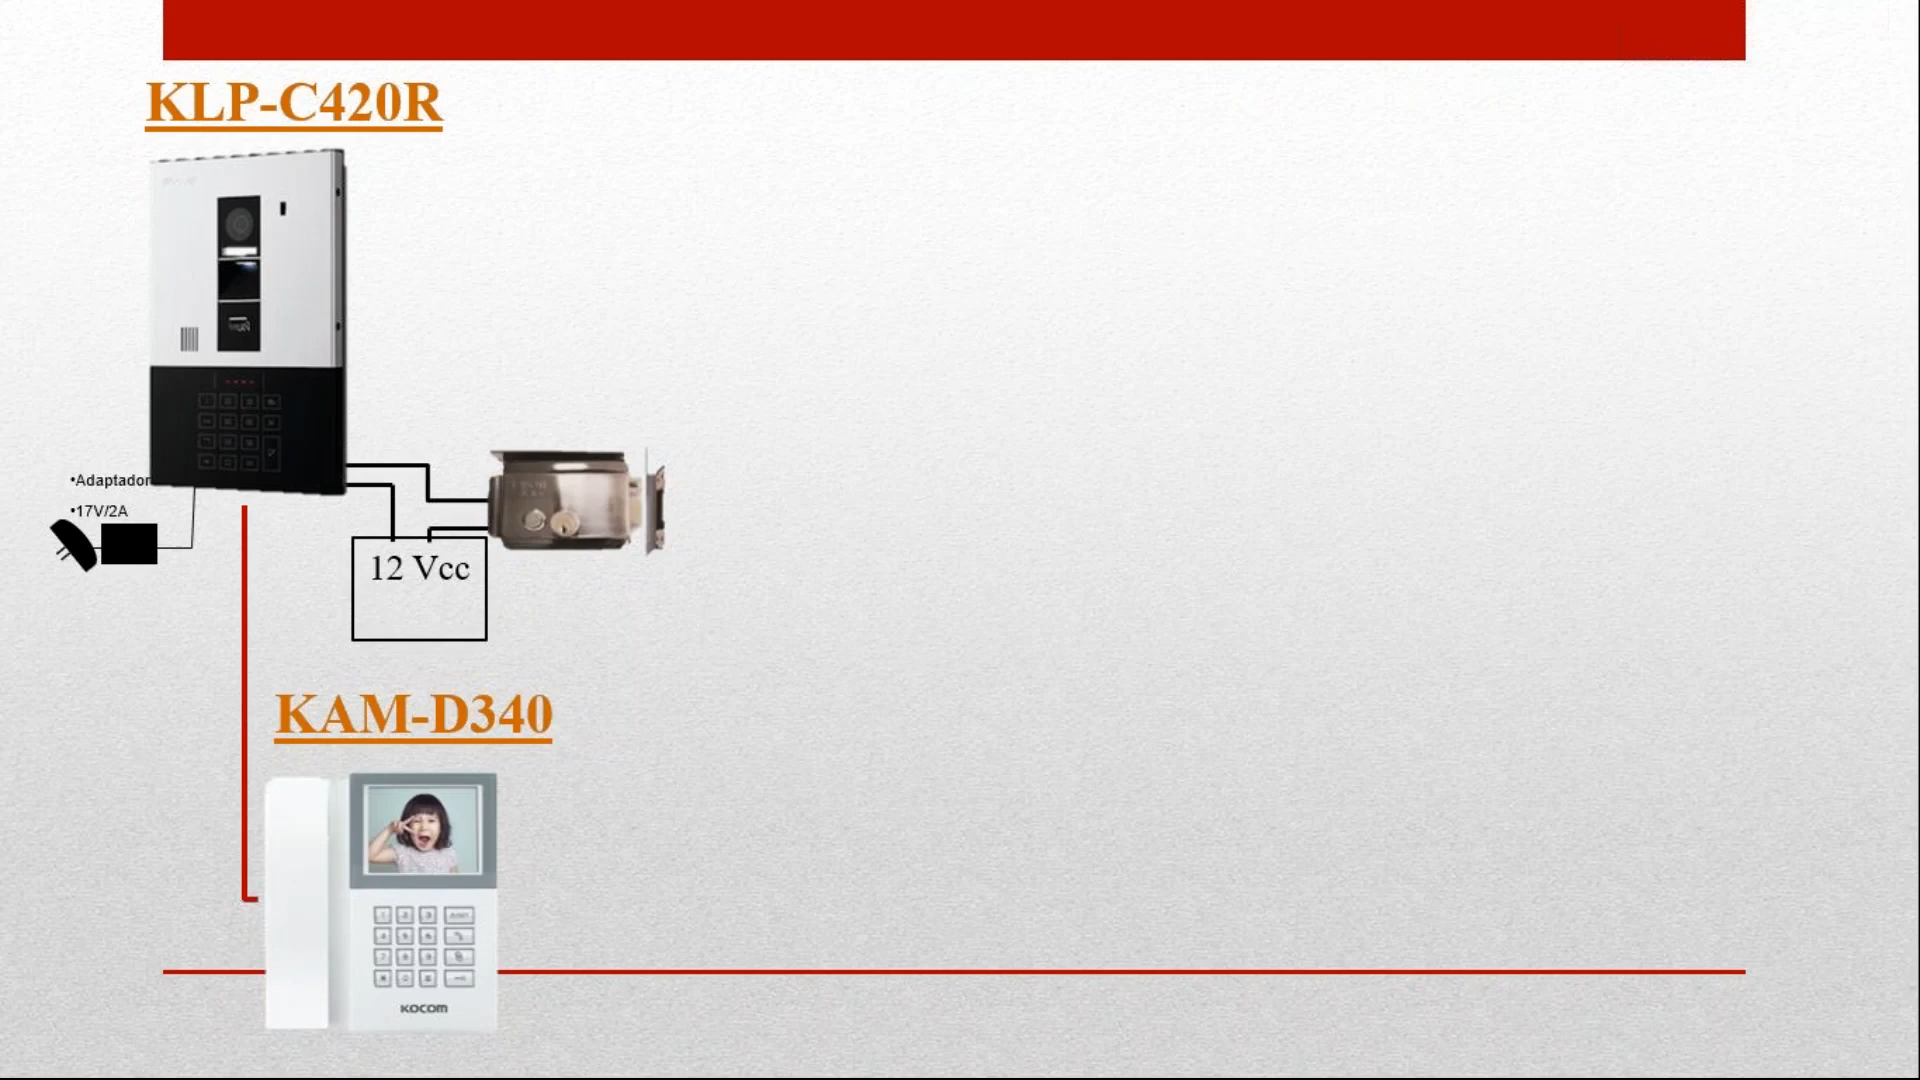 KLP-C420R
•Adaptador
•17V/2A
12 Vcc
KAM-D340
KOCOM